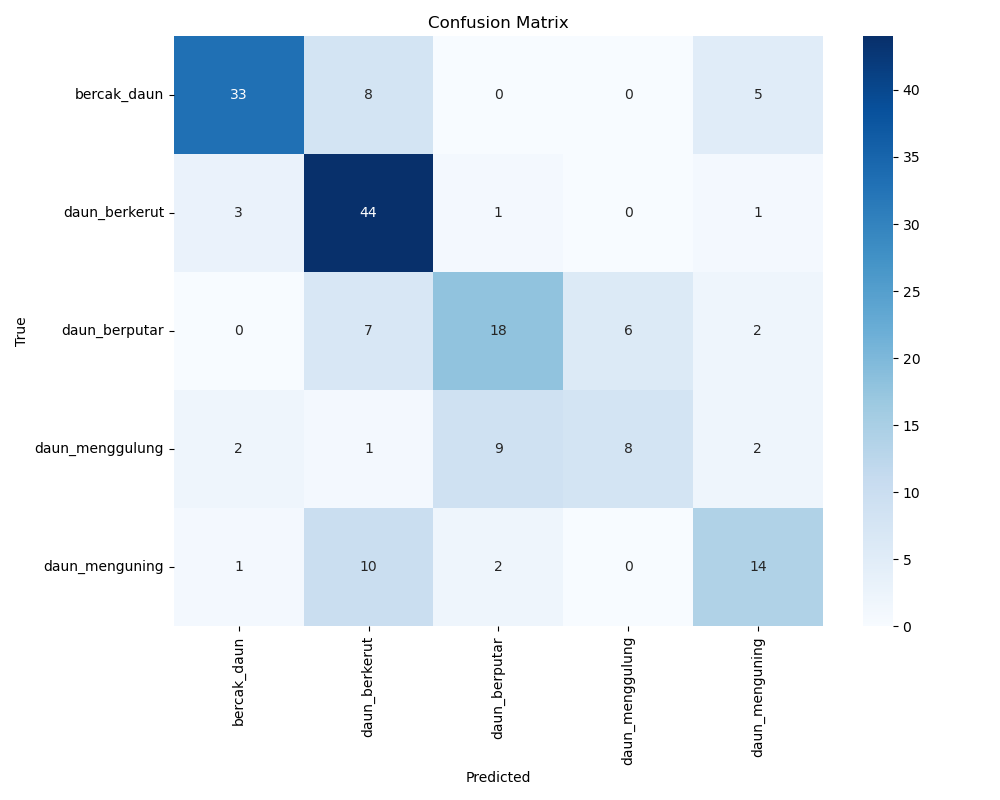 Confusion Matrix
True
bercak_daun 33 8 0 0 5
daun_berkerut 3 44 1 0 1
daun_berputar 0 7 18 6 2
daun_menggulung 2 1 9 8 2
daun_menguning 1 10 2 0 14
bercak_daun daun_berkerut daun_berputar daun_menggulung daun_menguning
Predicted
40
35
30
25
20
15
10
5
0